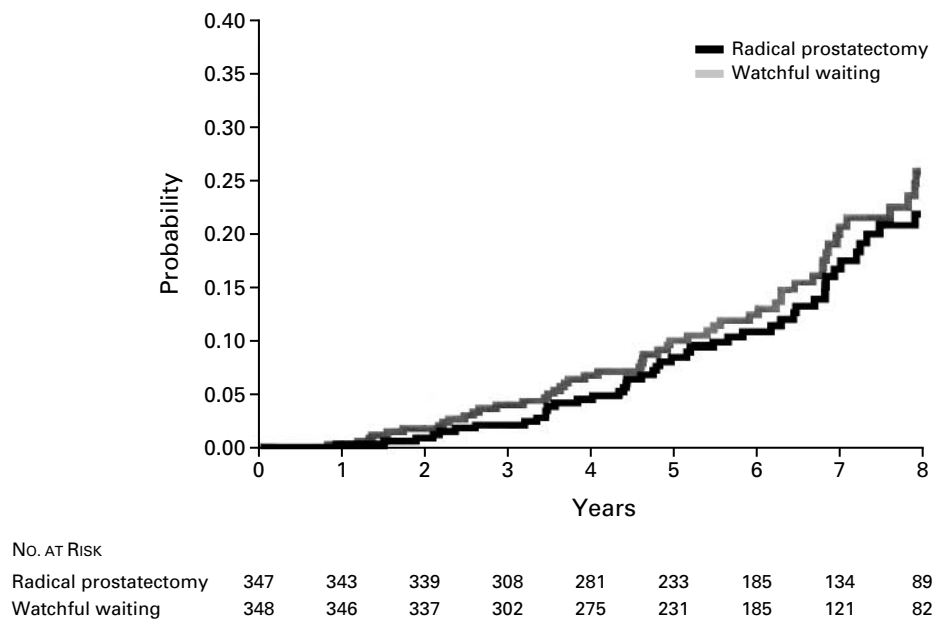 0.40
0.35
0.30
0.25
0.20
0.15
0.10
0.05
0.00
Probability
Radical prostatectomy
Watchful waiting
0 1 2 3 4 5 6 7 8
Years
NO. AT RISK
Radical prostatectomy 347 343 339 308 281 233 185 134 89
Watchful waiting 348 346 337 302 275 231 185 121 82